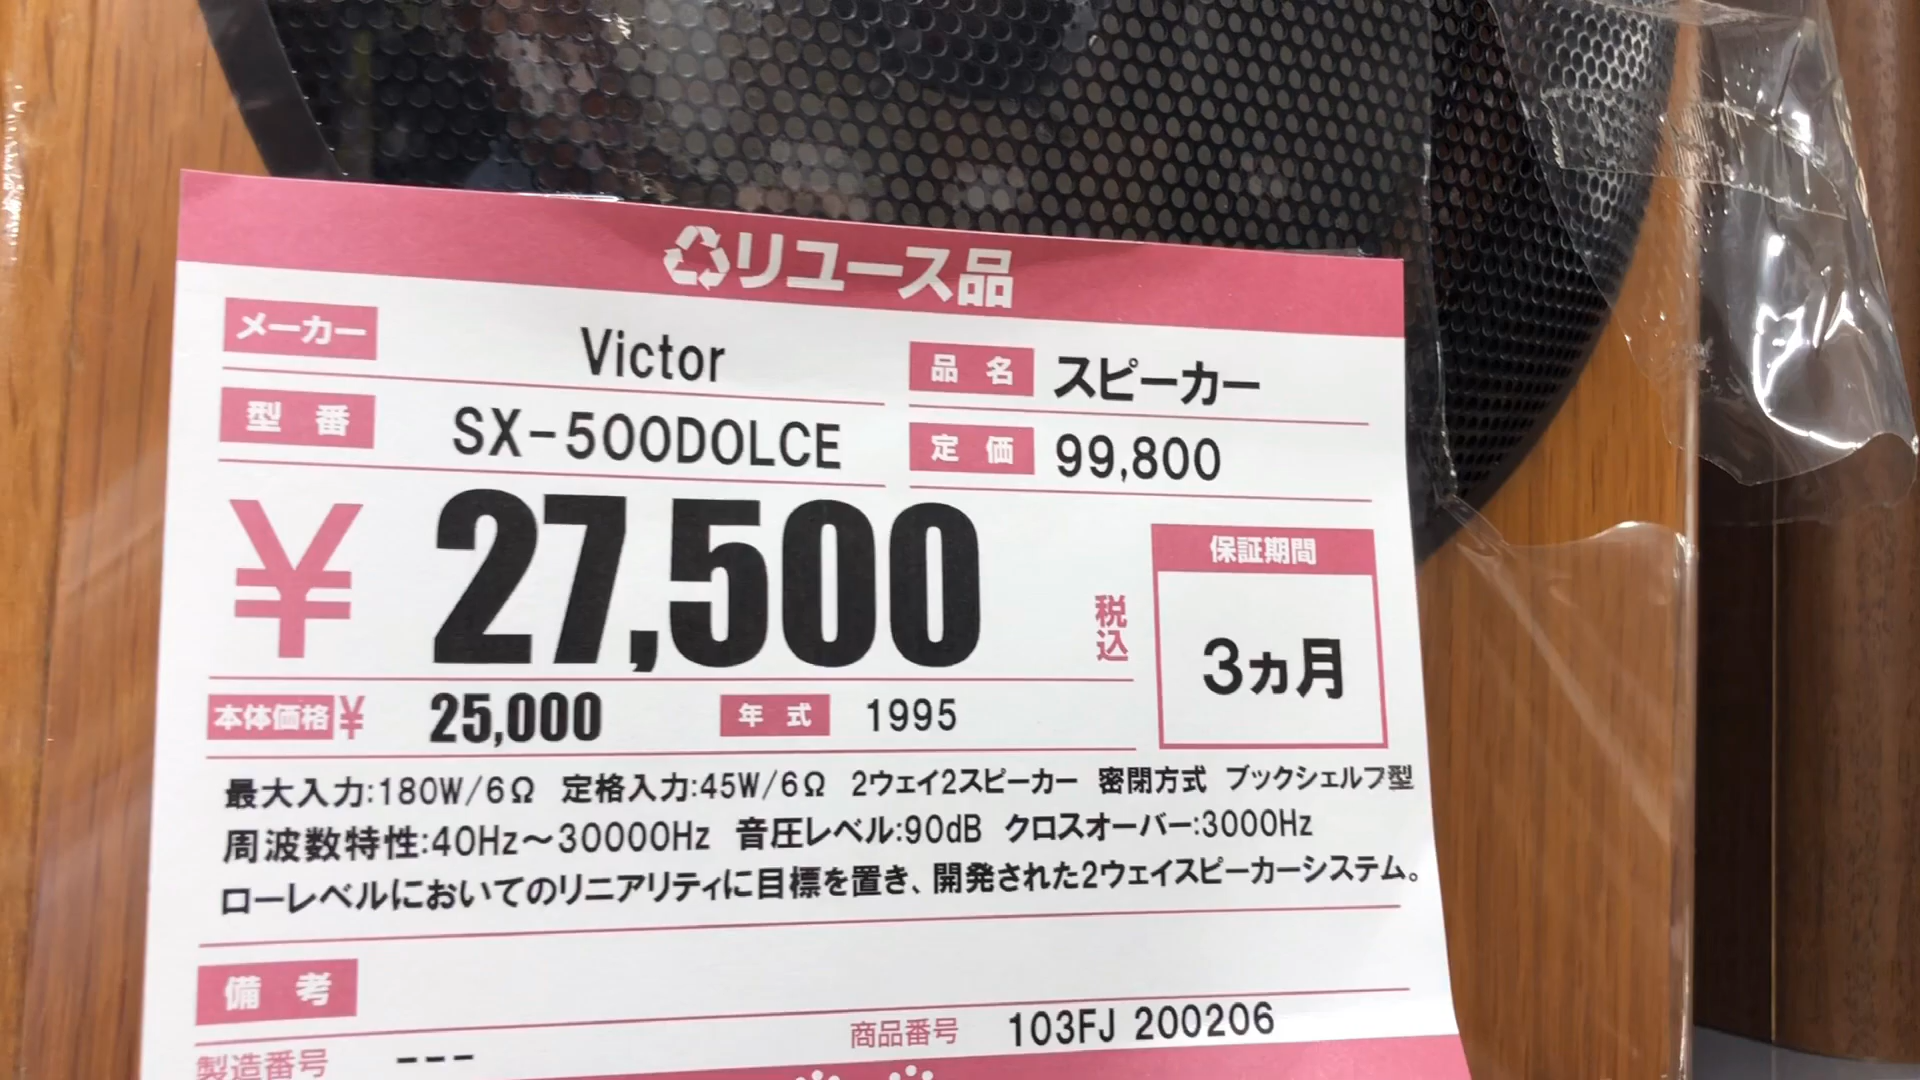 リユース品
メーカー Victor 品名 スピーカー
型番 SX-500DOLCE 定価 99,800
¥ 27,500 税込
保証期間
3ヵ月
本体価格¥ 25,000 年式 1995
最大入力:180W/6Ω 定格入力:45W/6Ω 2ウェイ2スピーカー 密閉方式 ブックシェルフ型
周波数特性:40Hz～30000Hz 音圧レベル:90dB クロスオーバー:3000Hz
ローレベルにおいてのリニアリティに目標を置き、開発された2ウェイスピーカーシステム。
備考
商品番号 103FJ 200206
製造番号 ---